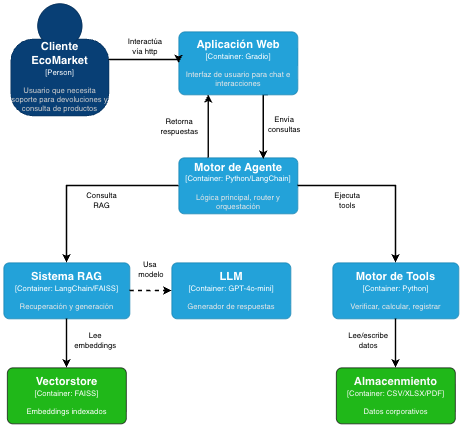 Cliente
EcoMarket
[Person]
Usuario que necesita
soporte para devoluciones y
consulta de productos
Interactúa
vía http
Aplicación Web
[Container: Gradio]
Interfaz de usuario para chat e
interacciones
Retorna
respuestas
Envía
consultas
Motor de Agente
[Container: Python/LangChain]
Lógica principal, router y
orquestación
Consulta
RAG
Ejecuta
tools
Sistema RAG
[Container: LangChain/FAISS]
Recuperación y generación
Usa
modelo
LLM
[Container: GPT-4o-mini]
Generador de respuestas
Motor de Tools
[Container: Python]
Verificar, calcular, registrar
Lee
embeddings
Lee/escribe
datos
Vectorstore
[Container: FAISS]
Embeddings indexados
Almacenmiento
[Container: CSV/XLSX/PDF]
Datos corporativos